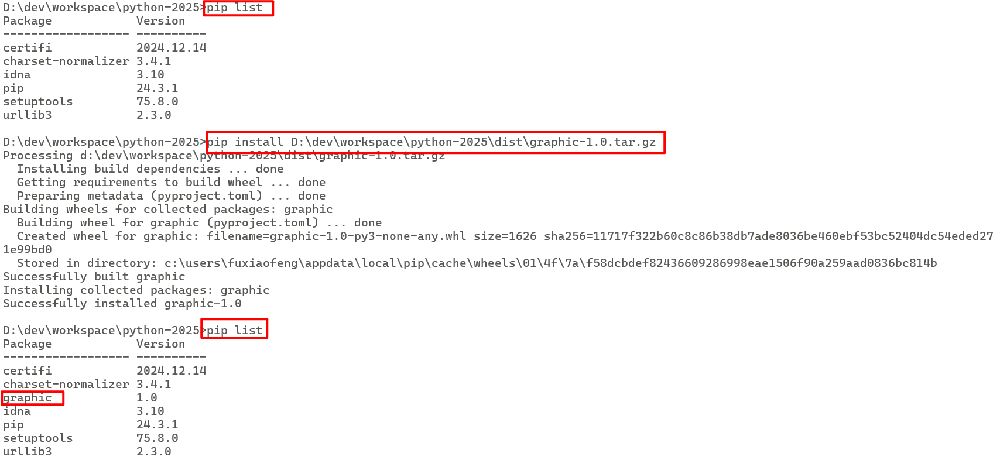 D:\dev\workspace\python-2025>pip list
Package            Version
------------------ ----------
certifi            2024.12.14
charset-normalizer 3.4.1
idna               3.10
pip                24.3.1
setuptools         75.8.0
urllib3            2.3.0
D:\dev\workspace\python-2025>pip install D:\dev\workspace\python-2025\dist\graphic-1.0.tar.gz
Processing d:\dev\workspace\python-2025\dist\graphic-1.0.tar.gz
  Installing build dependencies ... done
  Getting requirements to build wheel ... done
  Preparing metadata (pyproject.toml) ... done
Building wheels for collected packages: graphic
  Building wheel for graphic (pyproject.toml) ... done
  Created wheel for graphic: filename=graphic-1.0-py3-none-any.whl size=1626 sha256=11717f322b60c8c86b38db7ade8036be460ebf53bc52404dc54eded27
1e99bd0
  Stored in directory: c:\users\fuxiaofeng\appdata\local\pip\cache\wheels\01\4f\7a\f58dcbdef82436609286998eae1506f90a259aad0836bc814b
Successfully built graphic
Installing collected packages: graphic
Successfully installed graphic-1.0
D:\dev\workspace\python-2025>pip list
Package            Version
------------------ ----------
certifi            2024.12.14
charset-normalizer 3.4.1
graphic            1.0
idna               3.10
pip                24.3.1
setuptools         75.8.0
urllib3            2.3.0